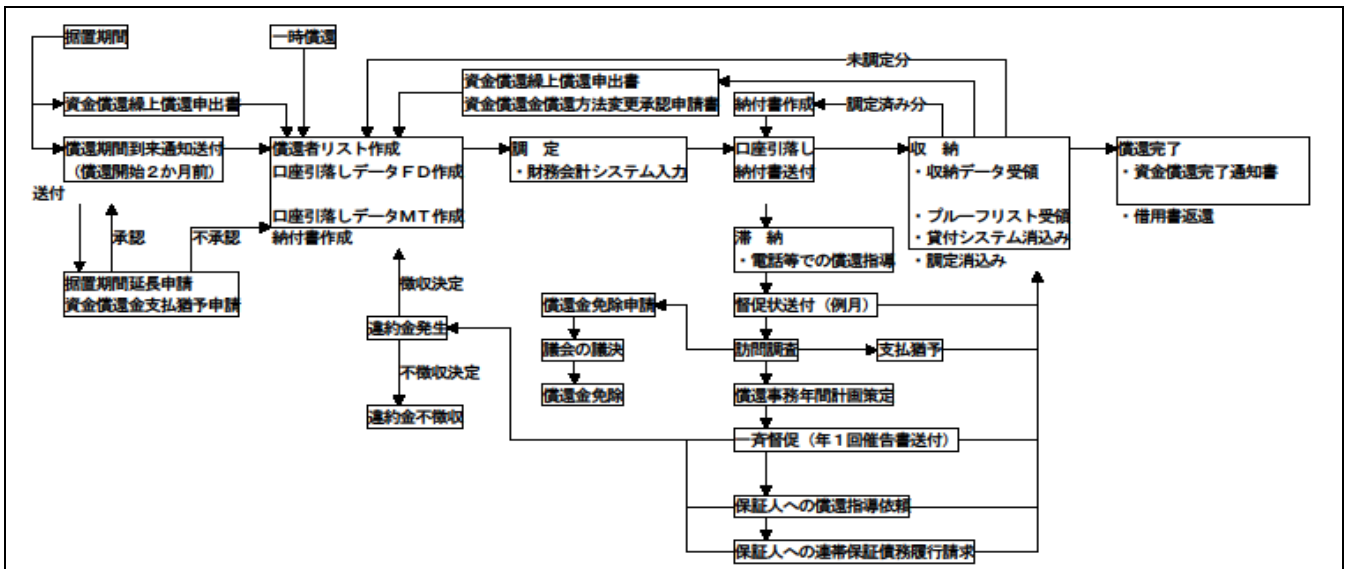 据置期間
一時償還
未調定分
資金償還繰上償還申出書
資金償還金償還方法変更承認申請書
資金償還繰上償還申出書
納付書作成
調定済み分
償還期間到来通知送付
(償還開始2か月前)
償還者リスト作成
口座引落しデータFD作成
口座引落しデータMT作成
納付書作成
調 定
・財務会計システム入力
口座引落し
納付書送付
収 納
・収納データ受領
・プルーフリスト受領
・貸付システム消込み
・調定消込み
償還完了
・資金償還完了通知書
・借用書返還
送付
承認
不承認
滞 納
・電話等での償還指導
据置期間延長申請
資金償還金支払猶予申請
徴収決定
償還金免除申請
督促状送付(例月)
違約金発生
議会の議決
訪問調査
支払猶予
不徴収決定
償還金免除
償還事務年間計画策定
違約金不徴収
一斉督促(年1回催告書送付)
保証人への償還指導依頼
保証人への連帯保証債務履行請求